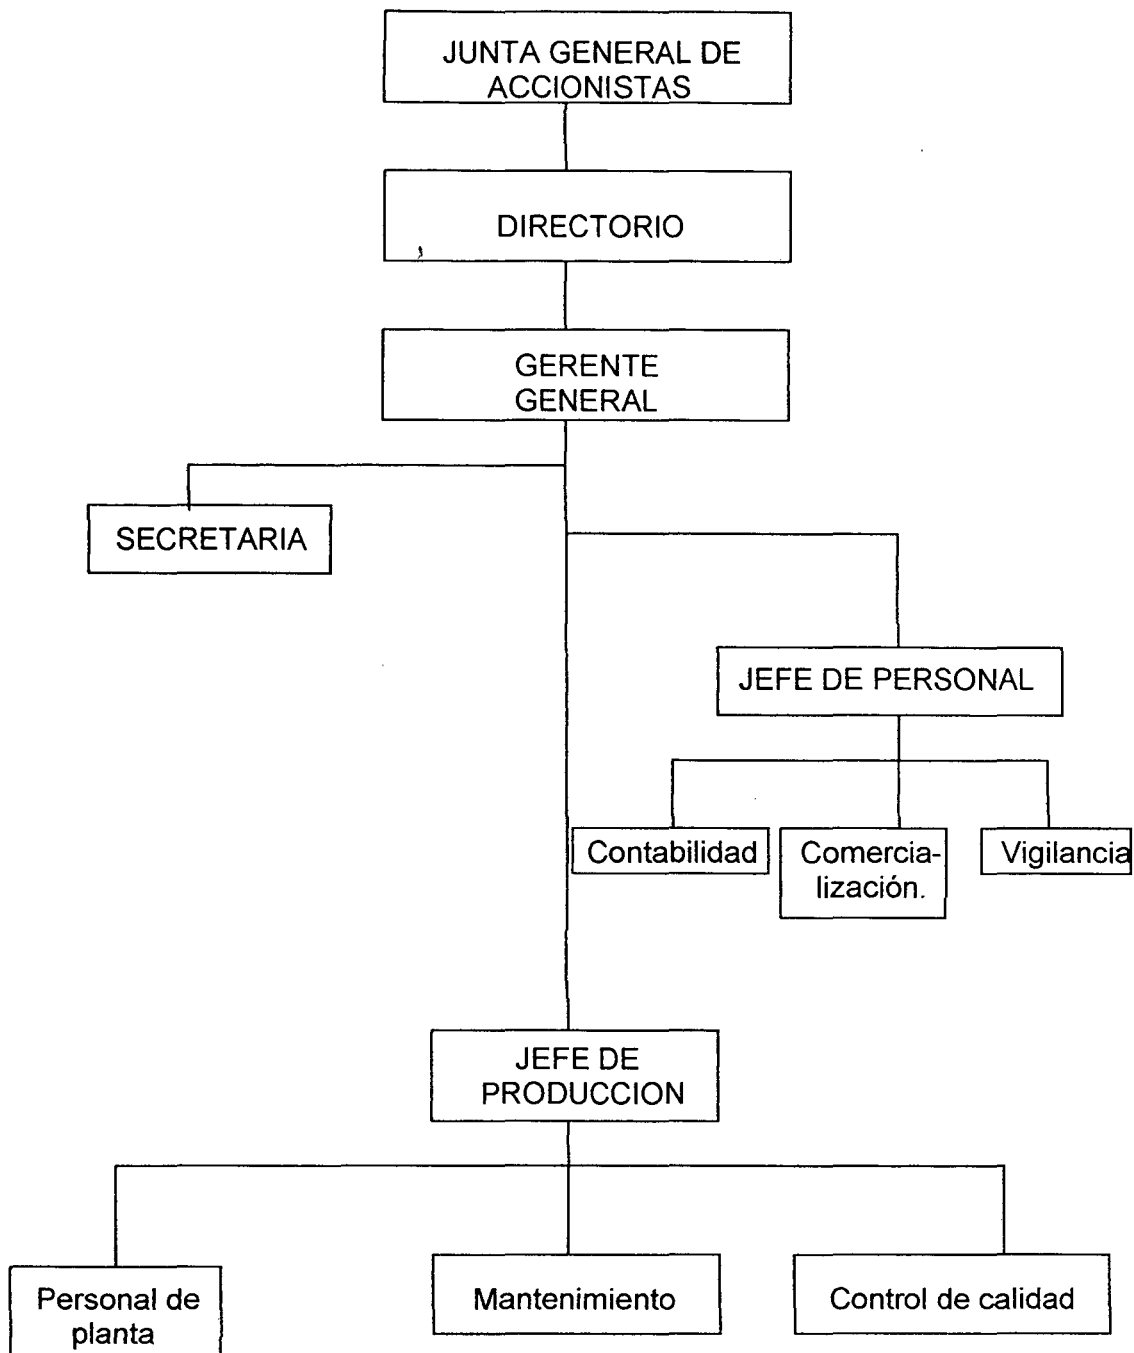 JUNTA GENERAL DE
ACCIONISTAS
DIRECTORIO
GERENTE
GENERAL
SECRETARIA
JEFE DE PERSONAL
Contabilidad
Comercia-
lización.
Vigilancia
JEFE DE
PRODUCCION
Personal de
planta
Mantenimiento
Control de calidad